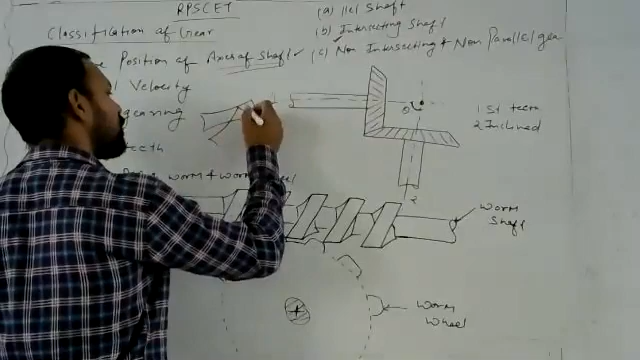 RPSCET
Classification of Gear
(a) ||el Shaft
(b) Intersecting Shaft
(c) Non Intersecting & Non Parallel gear
Position of Axes of Shaft
Velocity
gearing
teeth
worm & worm
θ
1 St teeth
2 Inclined
2
Worm
Shaft
Worm
Wheel